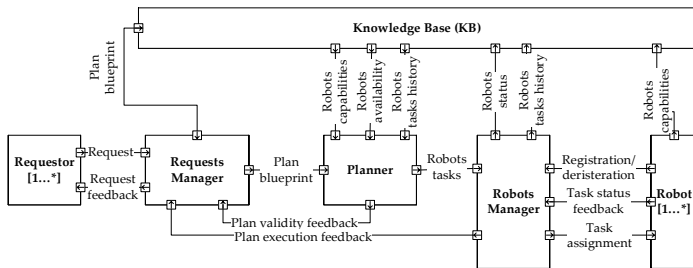 Knowledge Base (KB)
Plan
blueprint
Robots
capabilities
Robots
availability
Robots
tasks history
Robots
status
Robots
tasks history
Robots
capabilities
Requestor
[1…*]
Request
Request
feedback
Requests
Manager
Plan
blueprint
Planner
Robots
tasks
Robots
Manager
Registration/
deristeration
Task status
feedback
Task
assignment
Robot
[1…*]
Plan validity feedback
Plan execution feedback